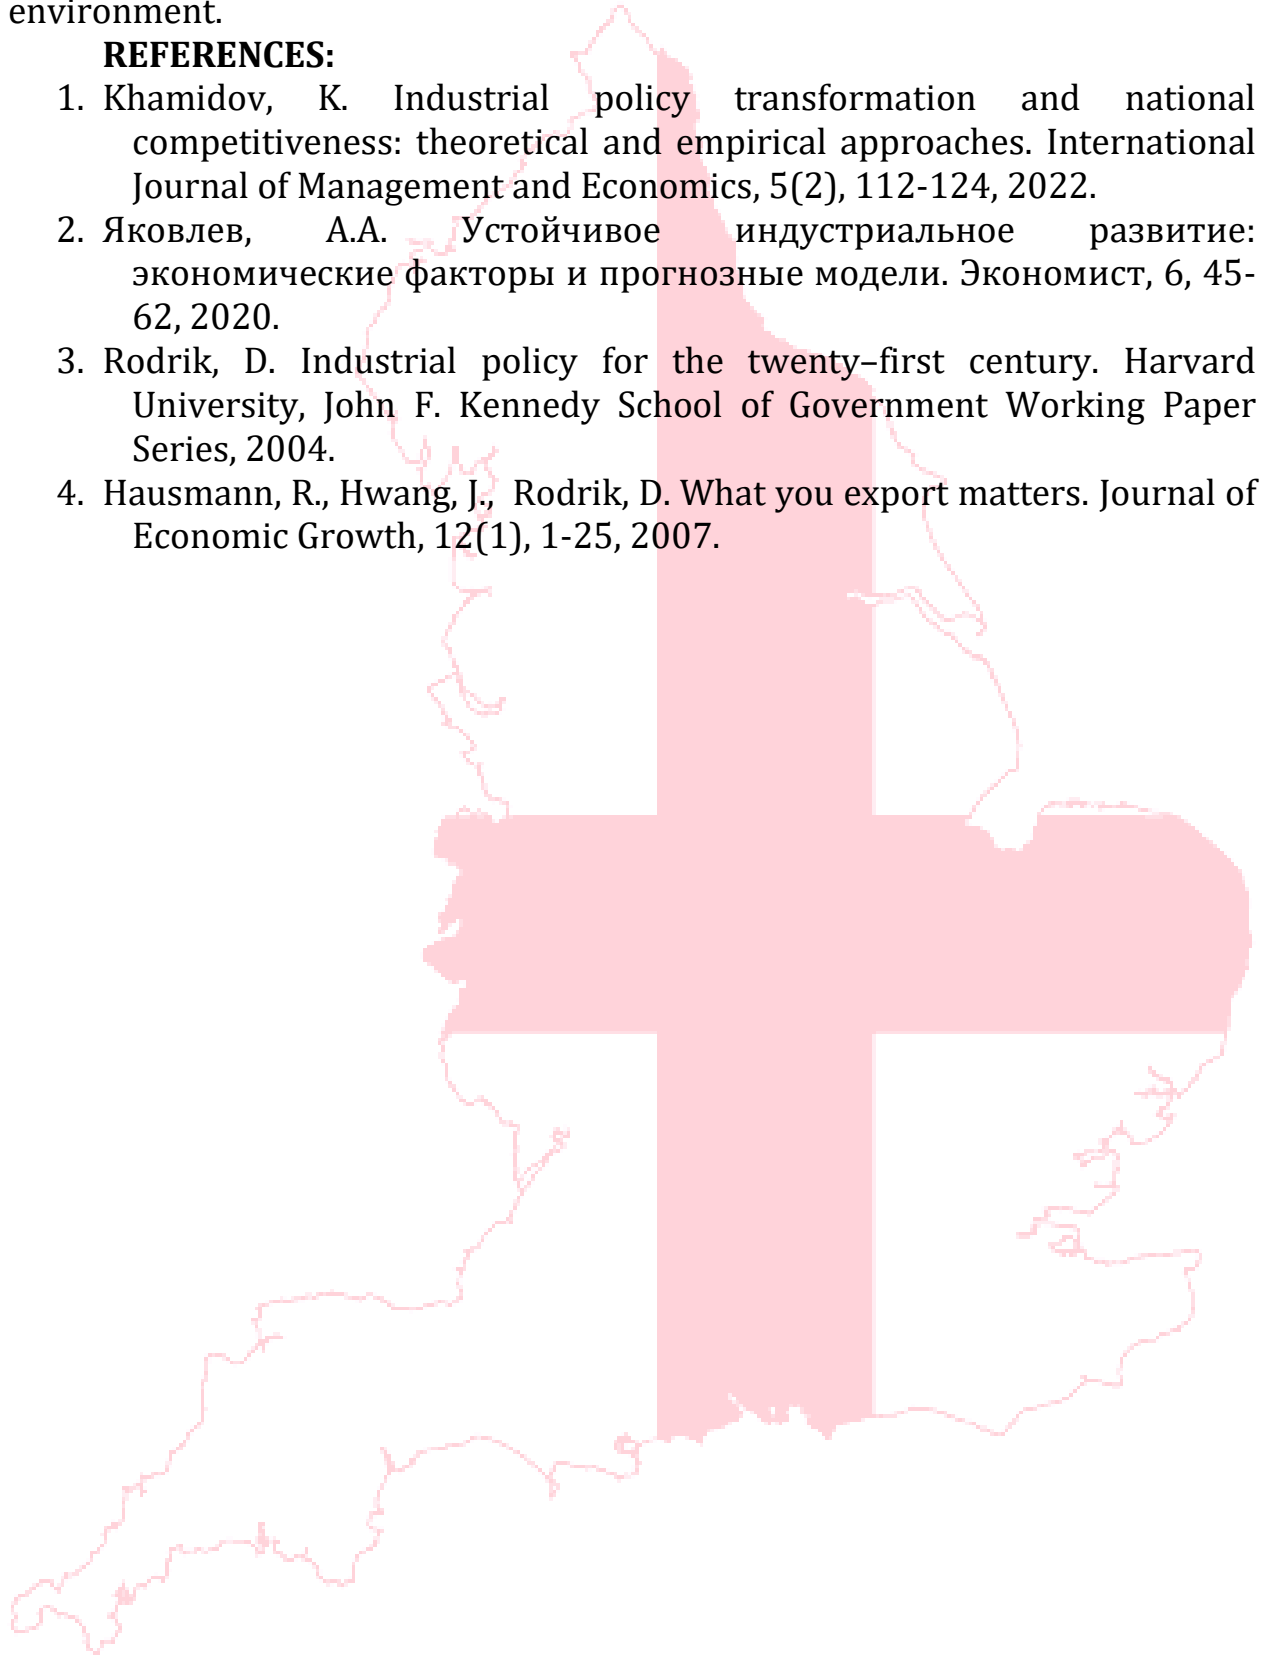 environment.
REFERENCES:
1. Khamidov, K. Industrial policy transformation and national
competitiveness: theoretical and empirical approaches. International
Journal of Management and Economics, 5(2), 112-124, 2022.
2. Яковлев, А.А. Устойчивое индустриальное развитие:
экономические факторы и прогнозные модели. Экономист, 6, 45-
62, 2020.
3. Rodrik, D. Industrial policy for the twenty–first century. Harvard
University, John F. Kennedy School of Government Working Paper
Series, 2004.
4. Hausmann, R., Hwang, J., Rodrik, D. What you export matters. Journal of
Economic Growth, 12(1), 1-25, 2007.